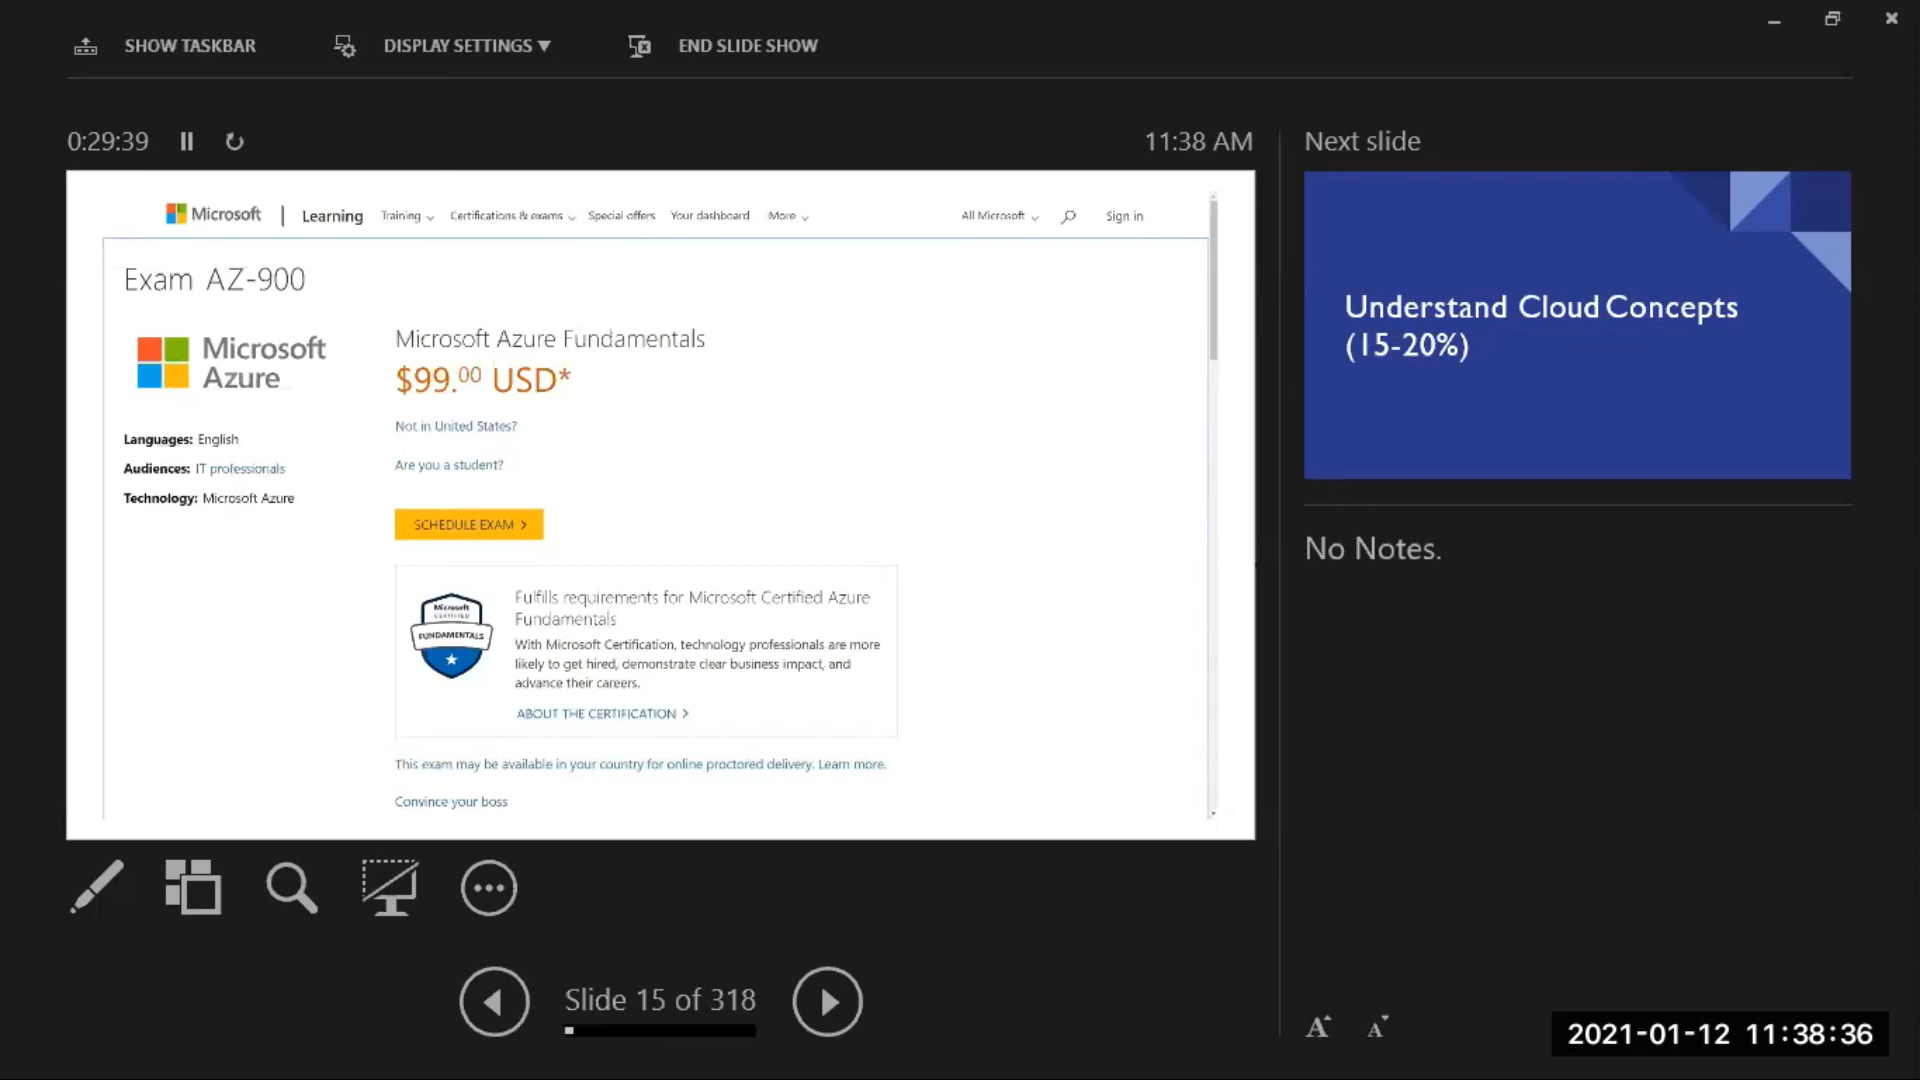 SHOW TASKBAR
DISPLAY SETTINGS
END SLIDE SHOW
0:29:39
11:38 AM
Microsoft | Learning Training Certifications & exams Special offers Your dashboard More All Microsoft Sign in
Exam AZ-900
Microsoft
Azure
Languages: English
Audiences: IT professionals
Technology: Microsoft Azure
Microsoft Azure Fundamentals
$99.00 USD*
Not in United States?
Are you a student?
SCHEDULE EXAM >
Microsoft
CERTIFIED
FUNDAMENTALS
Fulfills requirements for Microsoft Certified Azure
Fundamentals
With Microsoft Certification, technology professionals are more
likely to get hired, demonstrate clear business impact, and
advance their careers.
ABOUT THE CERTIFICATION >
This exam may be available in your country for online proctored delivery. Learn more.
Convince your boss
Slide 15 of 318
Next slide
Understand Cloud Concepts
(15-20%)
No Notes.
A A
2021-01-12 11:38:36